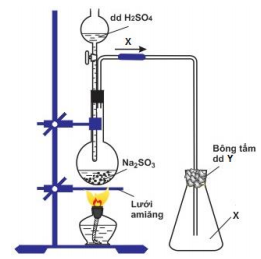 dd H2SO4
X
Bông tẩm
dd Y
Na2SO3
Lưới
amiăng
X